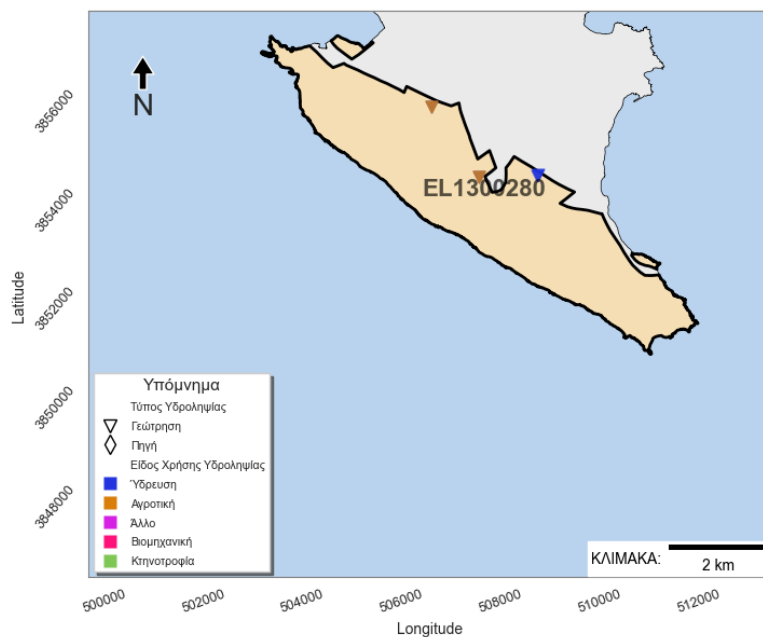 N
EL1300280
3856000
3854000
3852000
3850000
3848000
Latitude
Υπόμνημα
Τύπος Υδροληψίας
Γεώτρηση
Πηγή
Είδος Χρήσης Υδροληψίας
Ύδρευση
Αγροτική
Άλλο
Βιομηχανική
Κτηνοτροφία
ΚΛΙΜΑΚΑ:
2 km
500000
502000
504000
506000
508000
510000
512000
Longitude